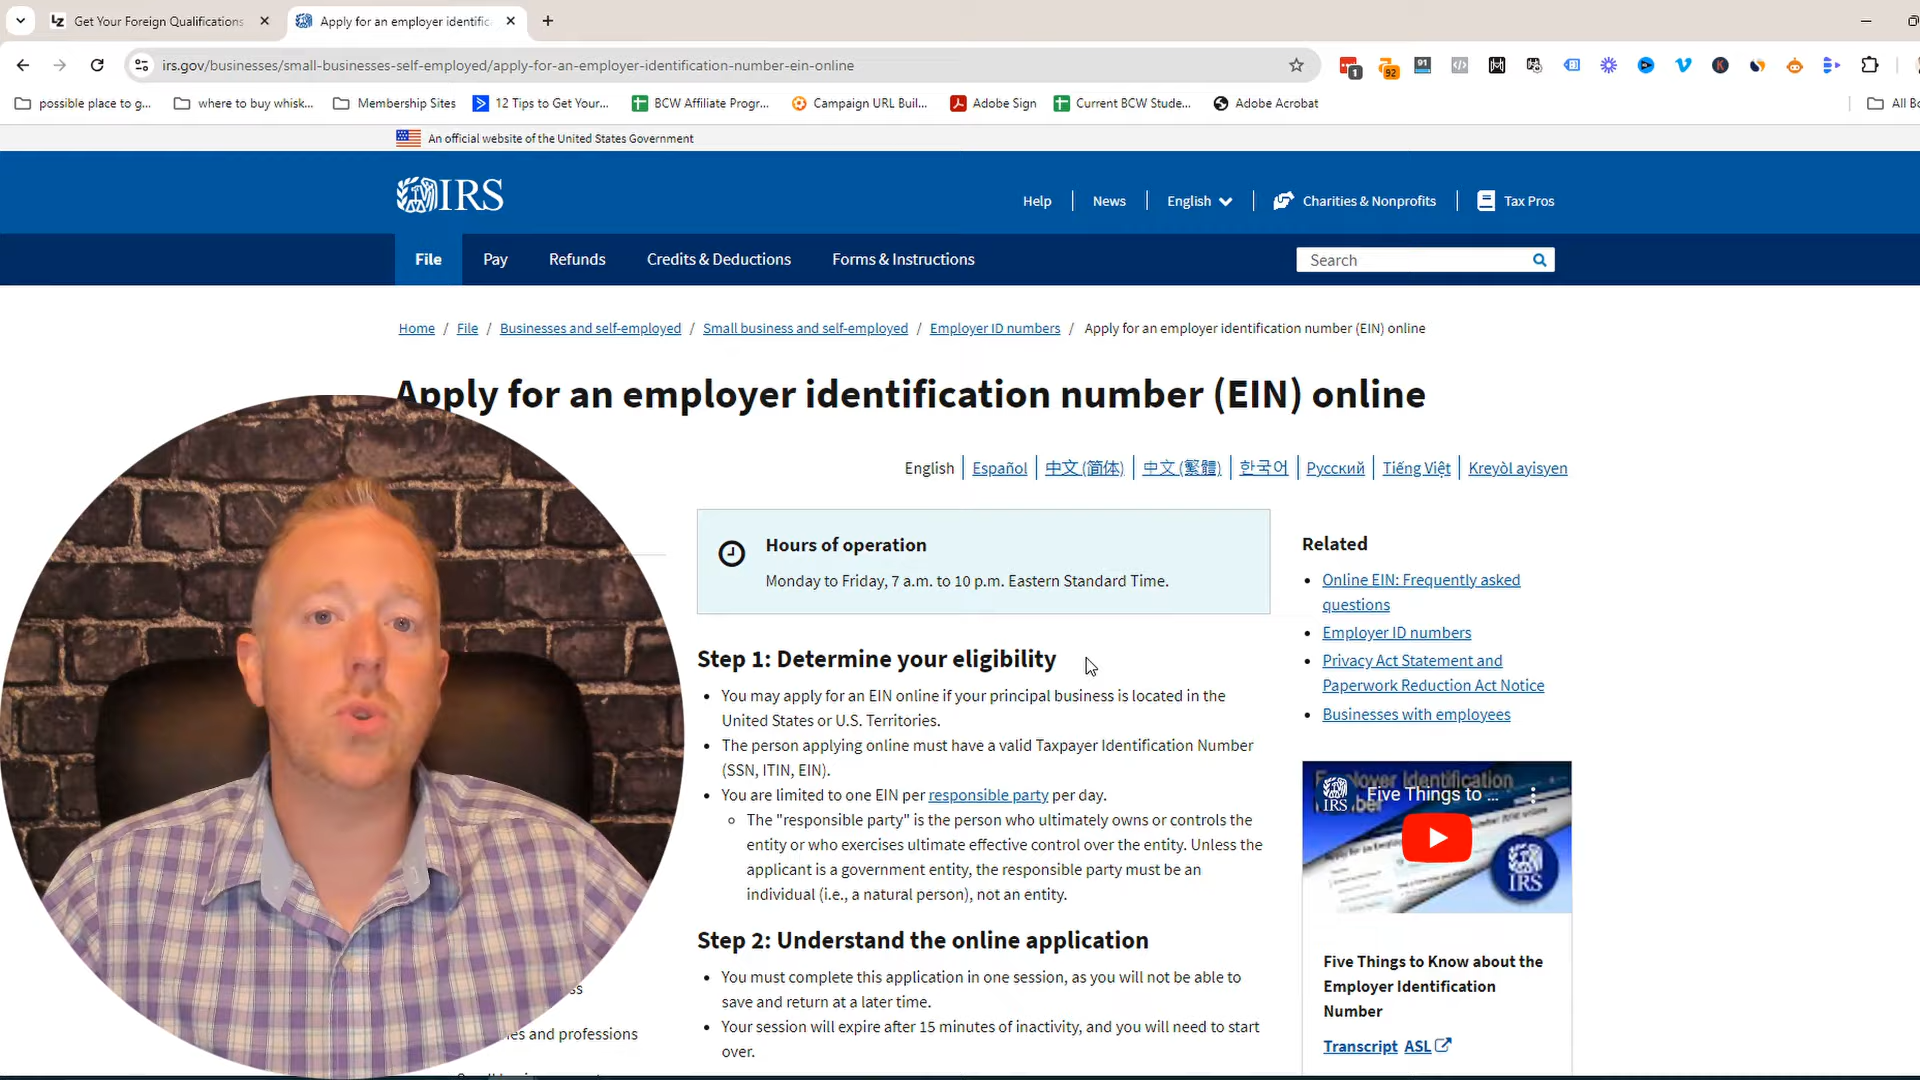 Get Your Foreign Qualifications
Apply for an employer identific
irs.gov/businesses/small-businesses-self-employed/apply-for-an-employer-identification-number-ein-online
1
92
91
possible place to g...
where to buy whisk...
Membership Sites
12 Tips to Get Your...
BCW Affiliate Progr...
Campaign URL Buil...
Adobe Sign
Current BCW Stude...
Adobe Acrobat
All Bo
An official website of the United States Government
IRS
Help
News
English
Charities & Nonprofits
Tax Pros
File
Pay
Refunds
Credits & Deductions
Forms & Instructions
Search
Home / File / Businesses and self-employed / Small business and self-employed / Employer ID numbers / Apply for an employer identification number (EIN) online
Apply for an employer identification number (EIN) online
English | Español | 中文 (简体) | 中文 (繁體) | 한국어 | Русский | Tiếng Việt | Kreyòl ayisyen
Hours of operation
Monday to Friday, 7 a.m. to 10 p.m. Eastern Standard Time.
Step 1: Determine your eligibility
• You may apply for an EIN online if your principal business is located in the
United States or U.S. Territories.
• The person applying online must have a valid Taxpayer Identification Number
(SSN, ITIN, EIN).
• You are limited to one EIN per responsible party per day.
The "responsible party" is the person who ultimately owns or controls the
entity or who exercises ultimate effective control over the entity. Unless the
applicant is a government entity, the responsible party must be an
individual (i.e., a natural person), not an entity.
Step 2: Understand the online application
• You must complete this application in one session, as you will not be able to
save and return at a later time.
• Your session will expire after 15 minutes of inactivity, and you will need to start
over.
ss
es and professions
Related
• Online EIN: Frequently asked
questions
• Employer ID numbers
• Privacy Act Statement and
Paperwork Reduction Act Notice
• Businesses with employees
Employer Identification
IRS
Five Things to ...
IRS
Five Things to Know about the
Employer Identification
Number
Transcript ASL